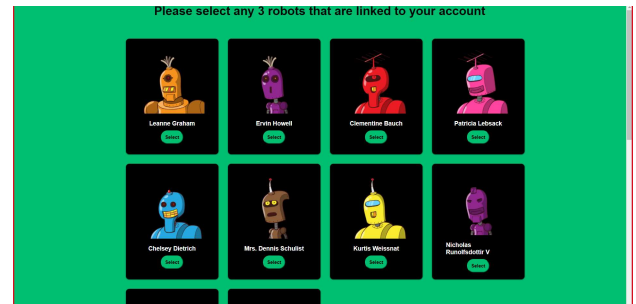 Please select any 3 robots that are linked to your account
Leanne Graham
Ervin Howell
Clementine Bauch
Patricia Lebsack
Select
Select
Select
Select
Chelsey Dietrich
Mrs. Dennis Schulist
Kurtis Weissnat
Nicholas
Runolfsdottir V
Select
Select
Select
Select